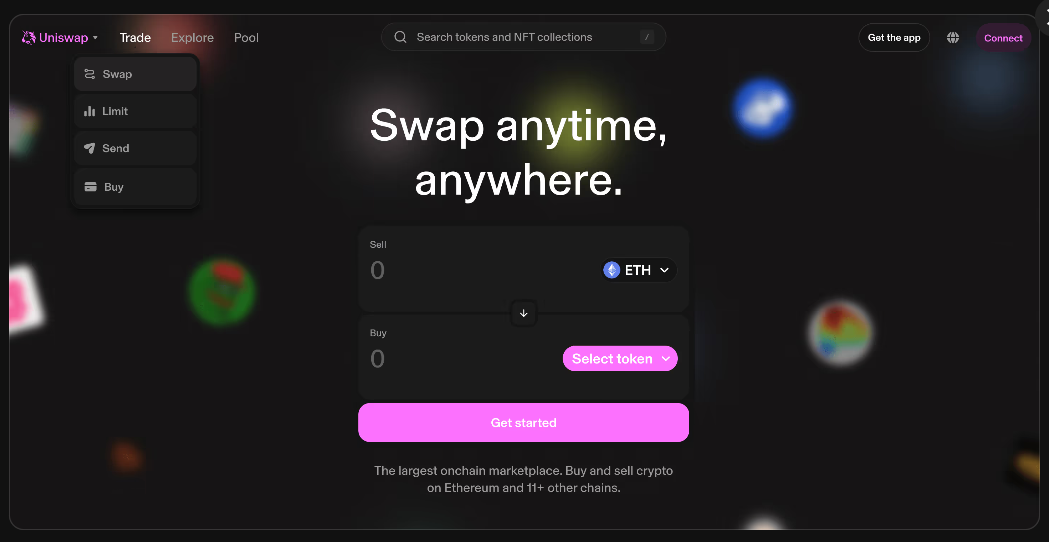 Uniswap
Trade
Explore
Pool
Search tokens and NFT collections
/
Get the app
Connect
Swap
Limit
Send
Buy
Swap anytime,
anywhere.
Sell
0
ETH
Buy
0
Select token
Get started
The largest onchain marketplace. Buy and sell crypto
on Ethereum and 11+ other chains.